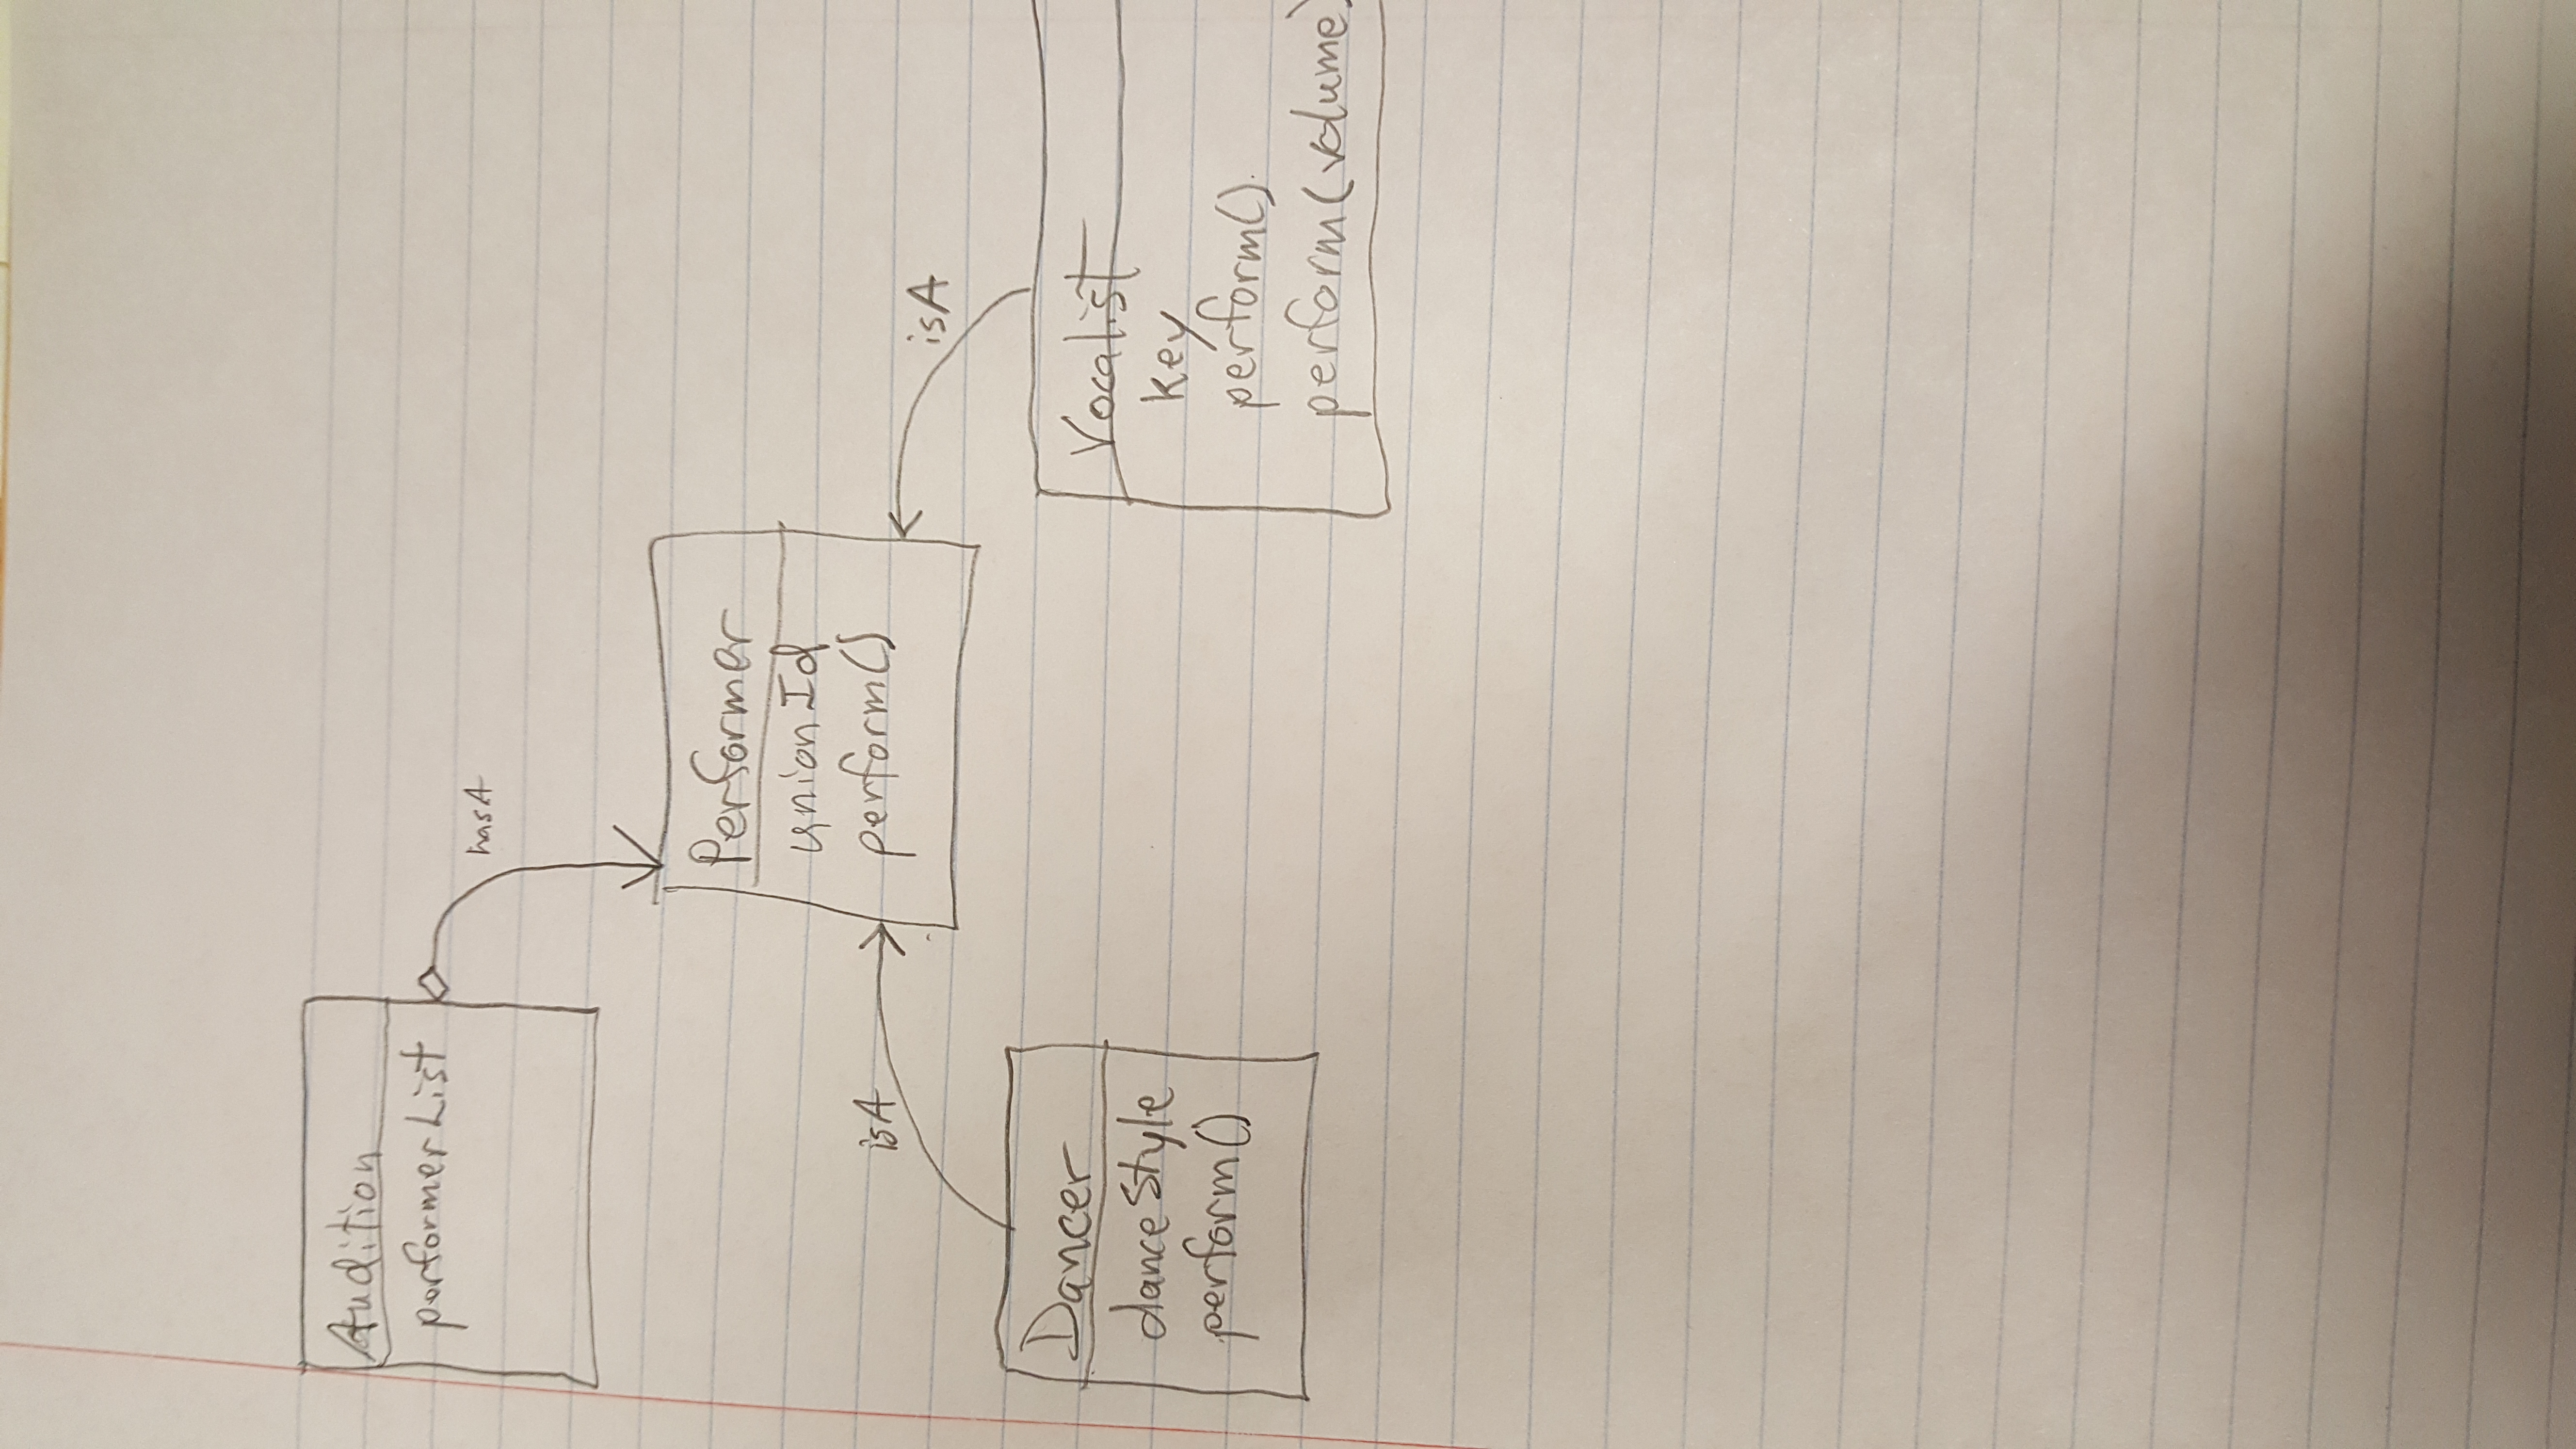 Audition
performerList
hasA
Performer
unionId
perform()
isA
isA
Dancer
danceStyle
perform()
Vocalist
key
perform().
perform(volume)